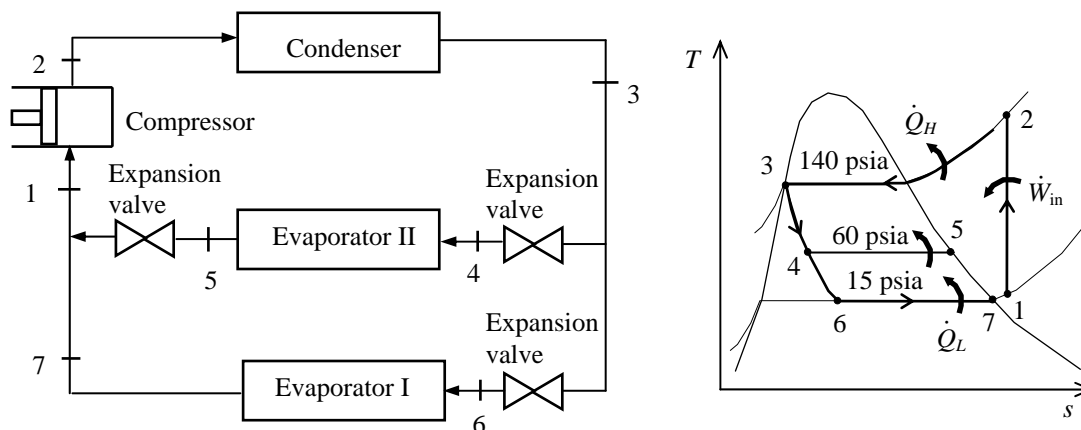 Condenser
2
3
Compressor
1
Expansion
valve
Expansion
valve
Evaporator II
5
4
Expansion
valve
7
Evaporator I
6
T
Q̇H
2
3
140 psia
Ẇin
60 psia
5
4
15 psia
6
7
1
Q̇L
s